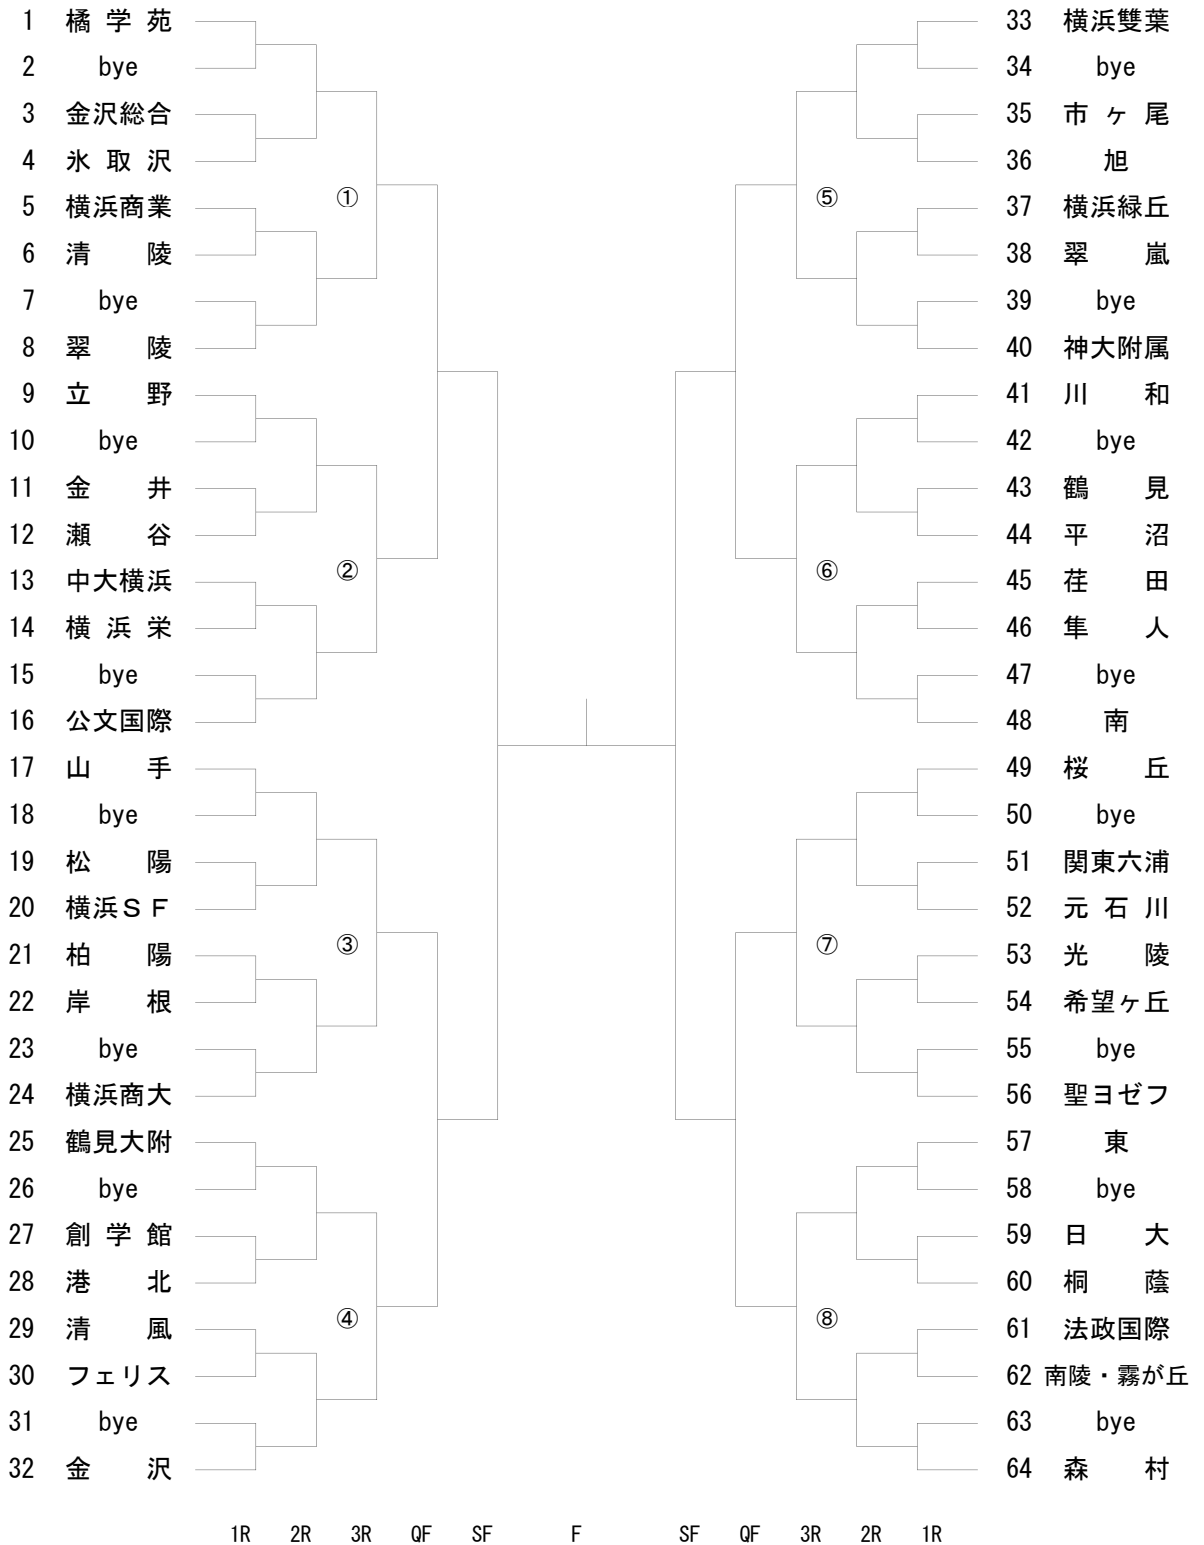 1 橘学苑
2 bye
3 金沢総合
4 氷取沢
5 横浜商業
6 清陵
7 bye
8 翠陵
9 立野
10 bye
11 金井
12 瀬谷
13 中大横浜
14 横浜栄
15 bye
16 公文国際
17 山手
18 bye
19 松陽
20 横浜ＳＦ
21 柏陽
22 岸根
23 bye
24 横浜商大
25 鶴見大附
26 bye
27 創学館
28 港北
29 清風
30 フェリス
31 bye
32 金沢
①
②
③
④
⑤
⑥
⑦
⑧
33 横浜雙葉
34 bye
35 市ヶ尾
36 旭
37 横浜緑丘
38 翠嵐
39 bye
40 神大附属
41 川和
42 bye
43 鶴見
44 平沼
45 荏田
46 隼人
47 bye
48 南
49 桜丘
50 bye
51 関東六浦
52 元石川
53 光陵
54 希望ヶ丘
55 bye
56 聖ヨゼフ
57 東
58 bye
59 日大
60 桐蔭
61 法政国際
62 南陵・霧が丘
63 bye
64 森村
1R 2R 3R QF SF F SF QF 3R 2R 1R